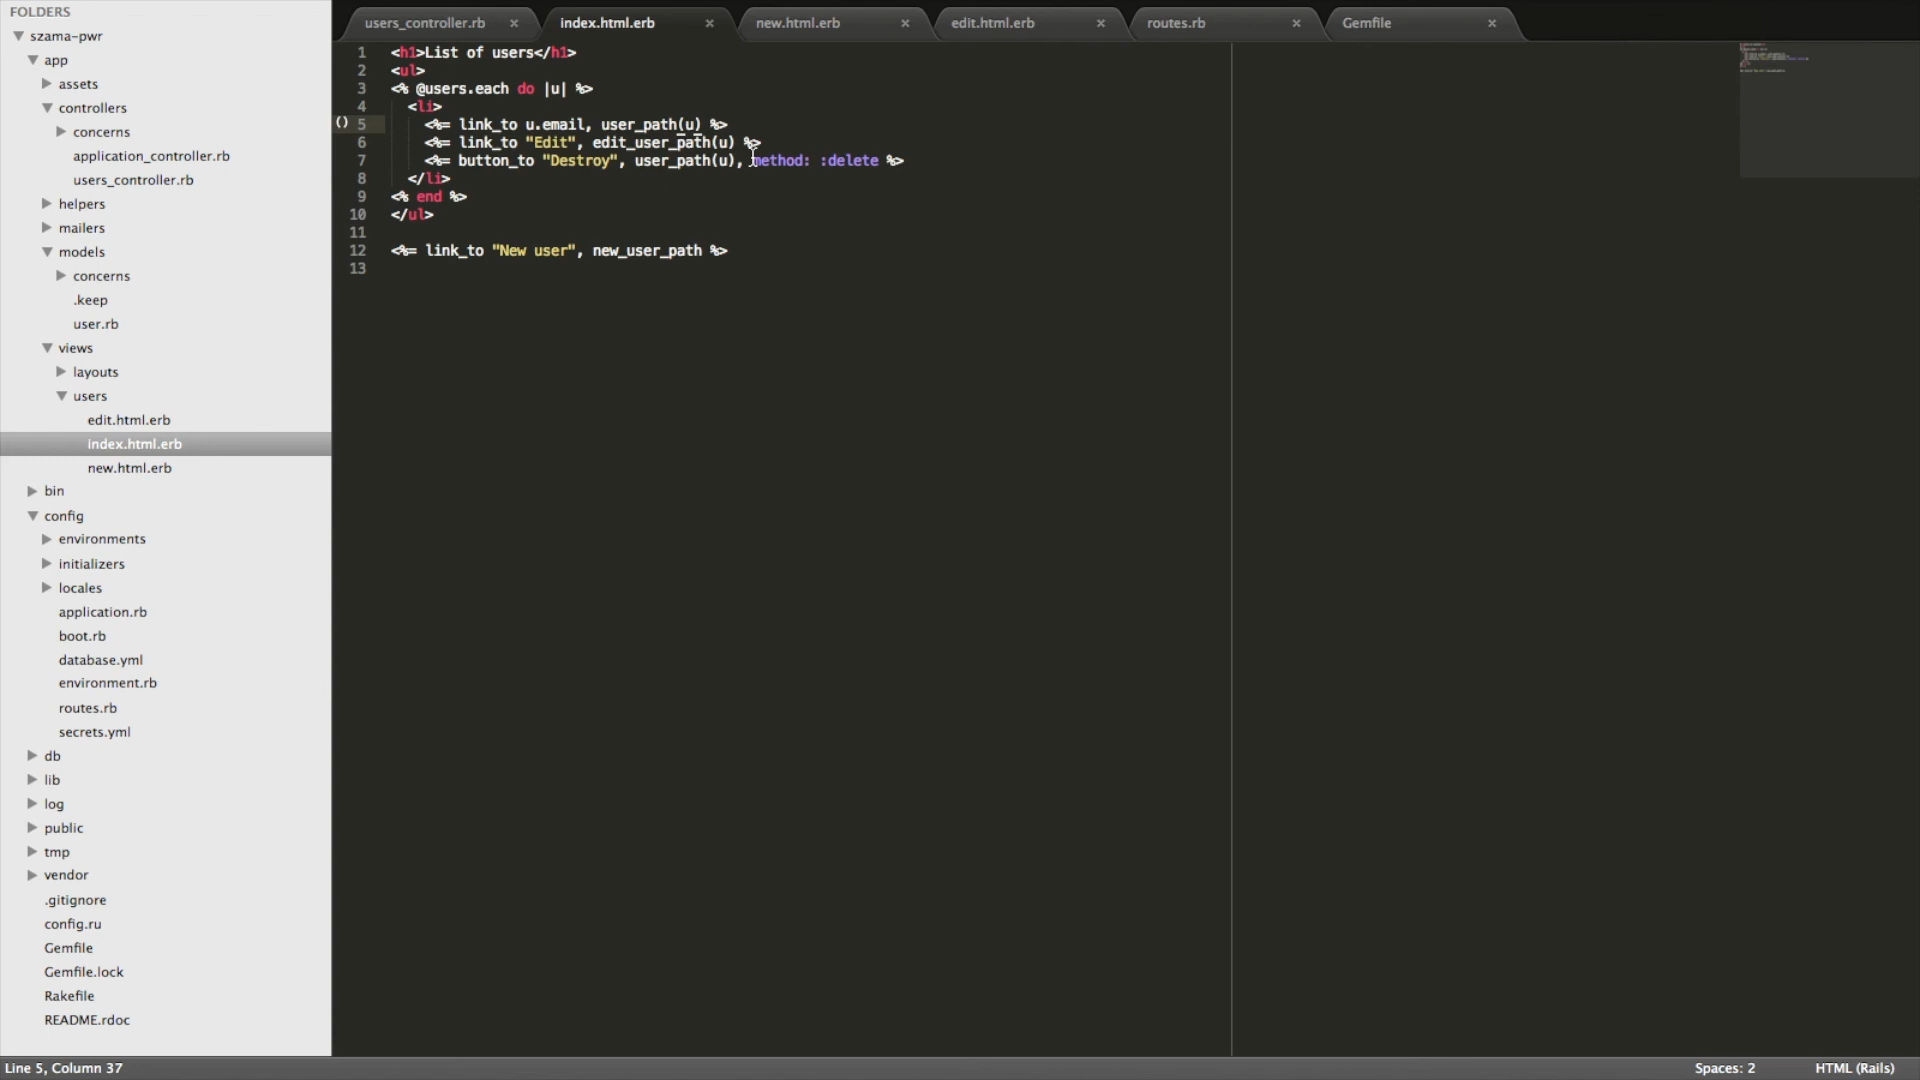 FOLDERS
szama-pwr
app
assets
controllers
concerns
application_controller.rb
users_controller.rb
helpers
mailers
models
concerns
.keep
user.rb
views
layouts
users
edit.html.erb
index.html.erb
new.html.erb
bin
config
environments
initializers
locales
application.rb
boot.rb
database.yml
environment.rb
routes.rb
secrets.yml
db
lib
log
public
tmp
vendor
.gitignore
config.ru
Gemfile
Gemfile.lock
Rakefile
README.rdoc
users_controller.rb × index.html.erb × new.html.erb × edit.html.erb × routes.rb × Gemfile ×
1 <h1>List of users</h1>
2 <ul>
3 <% @users.each do |u| %>
4 <li>
() 5 <%= link_to u.email, user_path(u) %>
6 <%= link_to "Edit", edit_user_path(u) %>
7 <%= button_to "Destroy", user_path(u), method: :delete %>
8 </li>
9 <% end %>
10 </ul>
11
12 <%= link_to "New user", new_user_path %>
13
Line 5, Column 37
Spaces: 2
HTML (Rails)